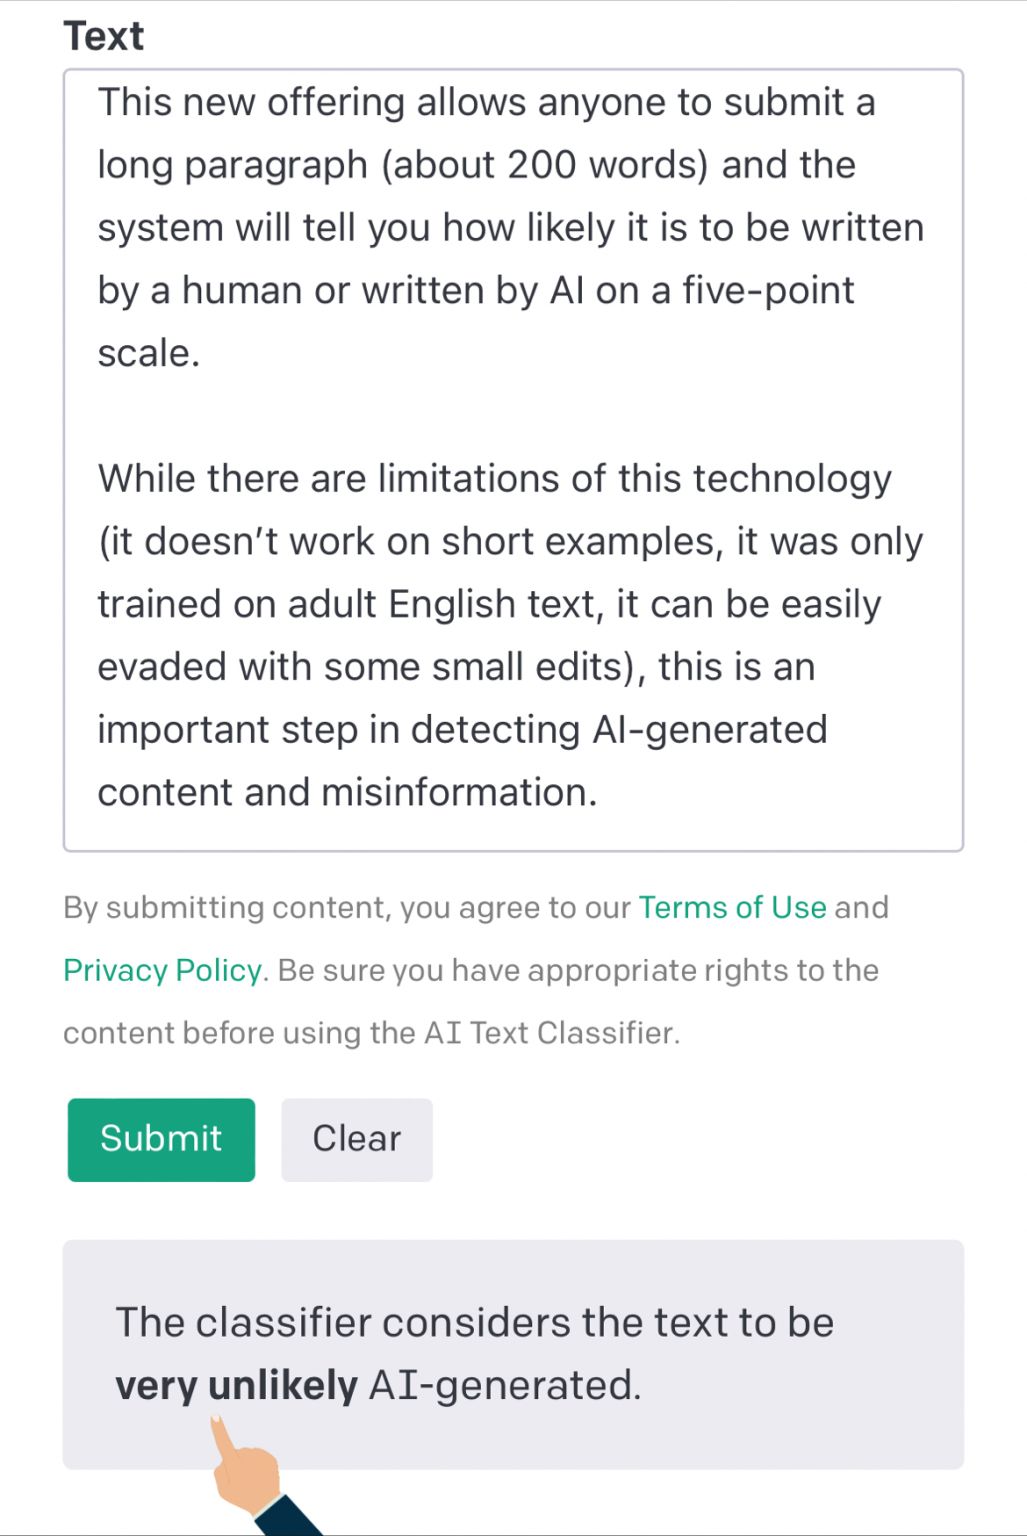 Text
This new offering allows anyone to submit a
long paragraph (about 200 words) and the
system will tell you how likely it is to be written
by a human or written by AI on a five-point
scale.
While there are limitations of this technology
(it doesn’t work on short examples, it was only
trained on adult English text, it can be easily
evaded with some small edits), this is an
important step in detecting AI-generated
content and misinformation.
By submitting content, you agree to our Terms of Use and
Privacy Policy. Be sure you have appropriate rights to the
content before using the AI Text Classifier.
Submit Clear
The classifier considers the text to be
very unlikely AI-generated.